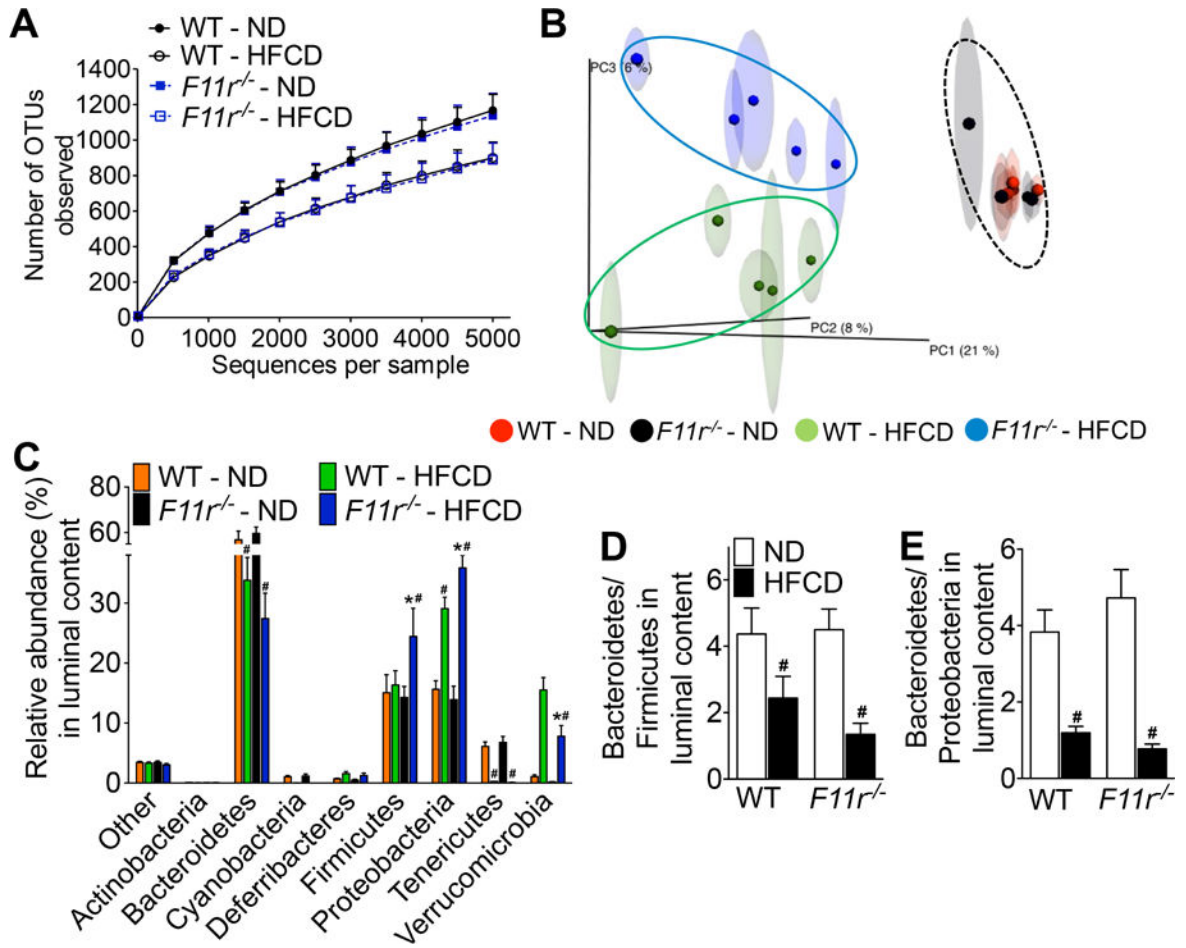 A
WT - ND
WT - HFCD
F11r-/- - ND
F11r-/- - HFCD
Number of OTUs
observed
1400
1200
1000
800
600
400
200
0
0 1000 2000 3000 4000 5000
Sequences per sample
B
PC3 (6 %)
PC2 (8 %)
PC1 (21 %)
WT - ND F11r-/- - ND WT - HFCD F11r-/- - HFCD
C
WT - ND WT - HFCD
F11r-/- - ND F11r-/- - HFCD
Relative abundance (%)
in luminal content
80
60
30
15
0
# # *# # *# # # *#
Other
Actinobacteria
Bacteroidetes
Cyanobacteria
Deferribacteres
Firmicutes
Proteobacteria
Tenericutes
Verrucomicrobia
D
ND
HFCD
Bacteroidetes/
Firmicutes in
luminal content
6
4
2
0
# #
WT F11r-/-
E
Bacteroidetes/
Proteobacteria in
luminal content
6
4
2
0
# #
WT F11r-/-